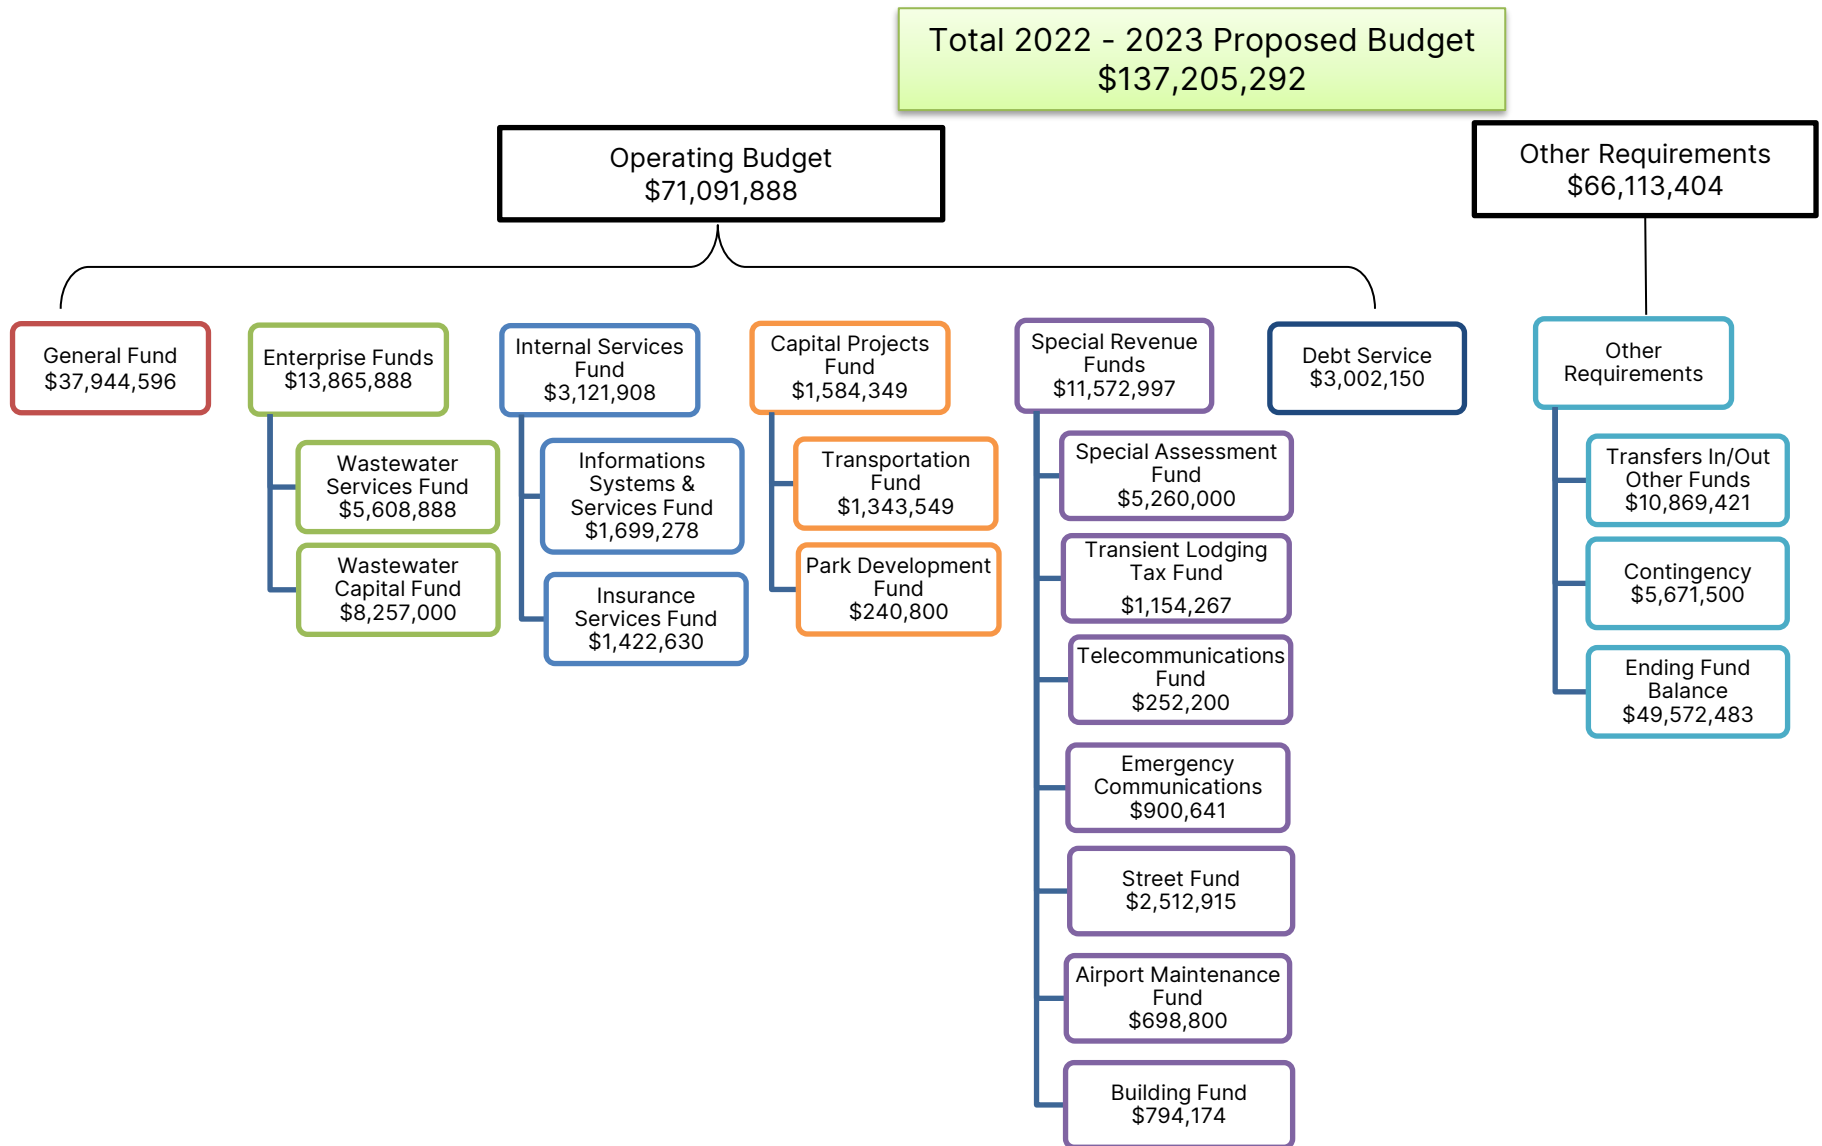 Total 2022 - 2023 Proposed Budget
$137,205,292
Operating Budget
$71,091,888
Other Requirements
$66,113,404
General Fund
$37,944,596
Enterprise Funds
$13,865,888
Wastewater
Services Fund
$5,608,888
Wastewater
Capital Fund
$8,257,000
Internal Services
Fund
$3,121,908
Informations
Systems &
Services Fund
$1,699,278
Insurance
Services Fund
$1,422,630
Capital Projects
Fund
$1,584,349
Transportation
Fund
$1,343,549
Park Development
Fund
$240,800
Special Revenue
Funds
$11,572,997
Special Assessment
Fund
$5,260,000
Transient Lodging
Tax Fund
$1,154,267
Telecommunications
Fund
$252,200
Emergency
Communications
$900,641
Street Fund
$2,512,915
Airport Maintenance
Fund
$698,800
Building Fund
$794,174
Debt Service
$3,002,150
Other
Requirements
Transfers In/Out
Other Funds
$10,869,421
Contingency
$5,671,500
Ending Fund
Balance
$49,572,483